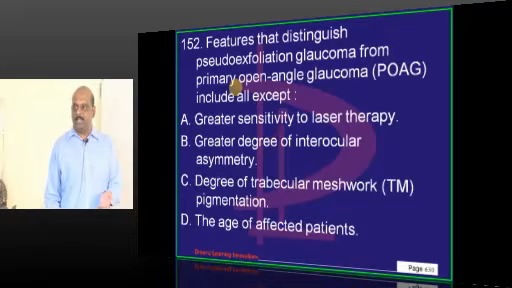 152. Features that distinguish
pseudoexfoliation glaucoma from
primary open-angle glaucoma (POAG)
include all except :
A. Greater sensitivity to laser therapy.
B. Greater degree of interocular
asymmetry.
C. Degree of trabecular meshwork (TM)
pigmentation.
D. The age of affected patients.
Page 630